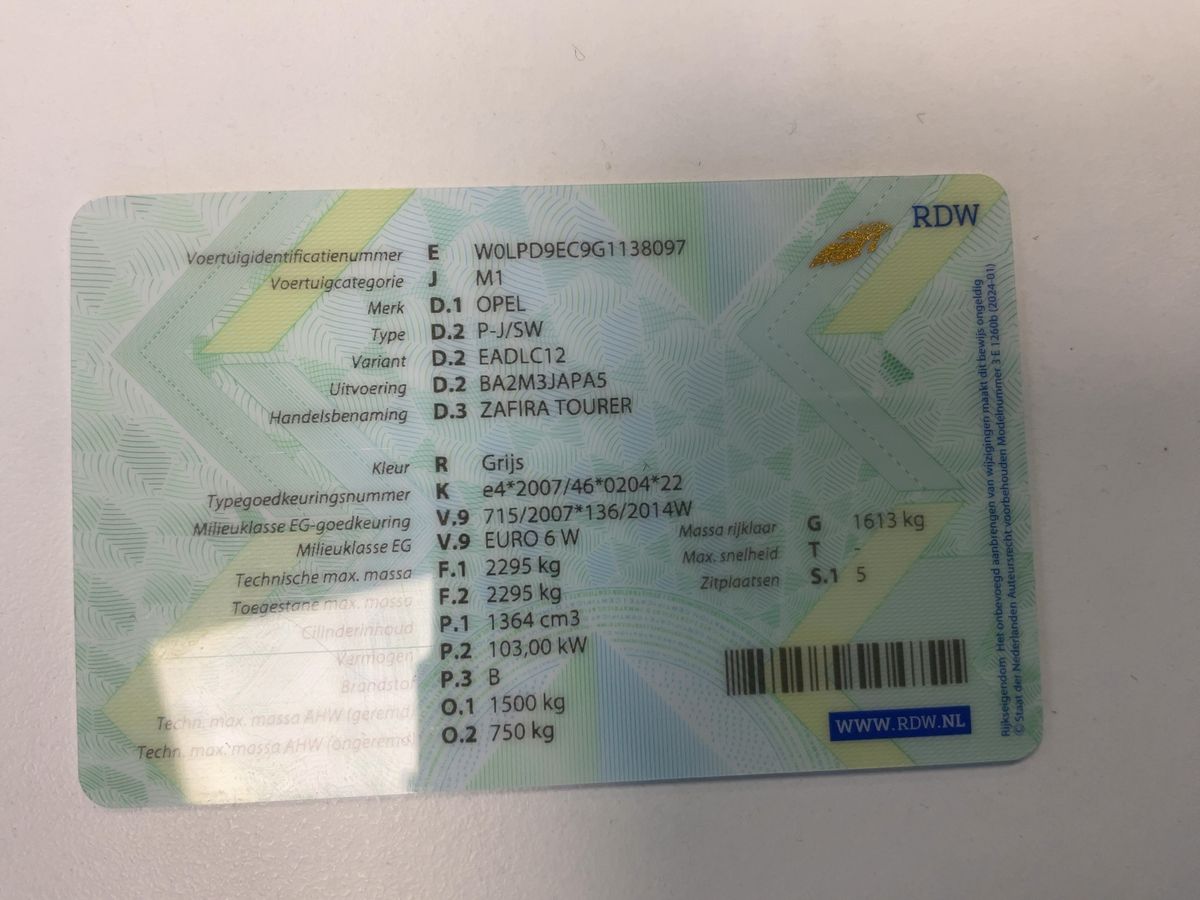 RDW
Voertuigidentificatienummer E W0LPD9EC9G1138097
Voertuigcategorie J M1
Merk D.1 OPEL
Type D.2 P-J/SW
Variant D.2 EADLC12
Uitvoering D.2 BA2M3JAPA5
Handelsbenaming D.3 ZAFIRA TOURER
Kleur R Grijs
Typegoedkeuringsnummer K e4*2007/46*0204*22
Milieuklasse EG-goedkeuring V.9 715/2007*136/2014W
Milieuklasse EG V.9 EURO 6 W
Technische max. massa F.1 2295 kg
Toegestane max. massa F.2 2295 kg
Cilinderinhoud P.1 1364 cm3
Vermogen P.2 103,00 kW
Brandstof P.3 B
Techn. max. massa AHW (geremd) O.1 1500 kg
Techn. max. massa AHW (ongeremd) O.2 750 kg
Massa rijklaar G 1613 kg
Max. snelheid T -
Zitplaatsen S.1 5
WWW.RDW.NL
Rijkseigendom Het onbevoegd aanbrengen van wijzigingen maakt dit bewijs ongeldig
© Staat der Nederlanden Auteursrecht voorbehouden Modelnummer 3 E 1260b (2024-01)